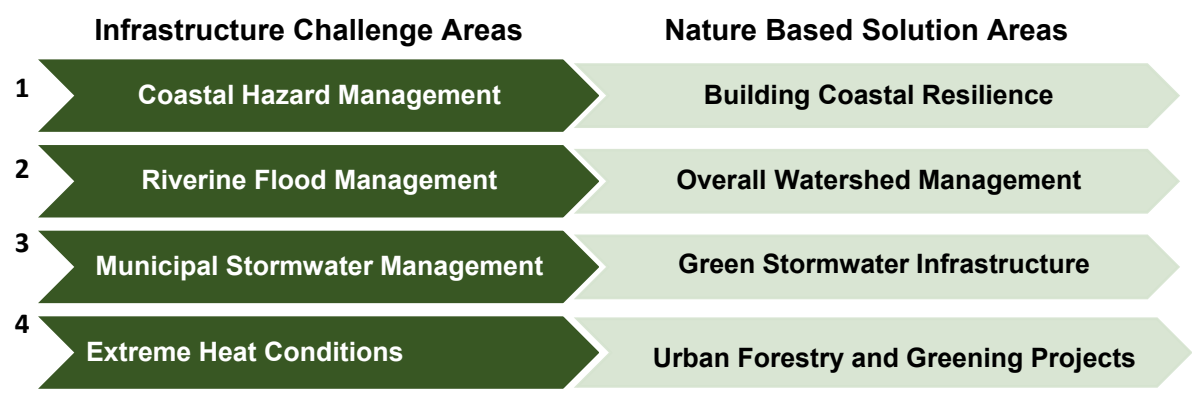 Infrastructure Challenge Areas Nature Based Solution Areas
1 Coastal Hazard Management Building Coastal Resilience
2 Riverine Flood Management Overall Watershed Management
3 Municipal Stormwater Management Green Stormwater Infrastructure
4 Extreme Heat Conditions Urban Forestry and Greening Projects